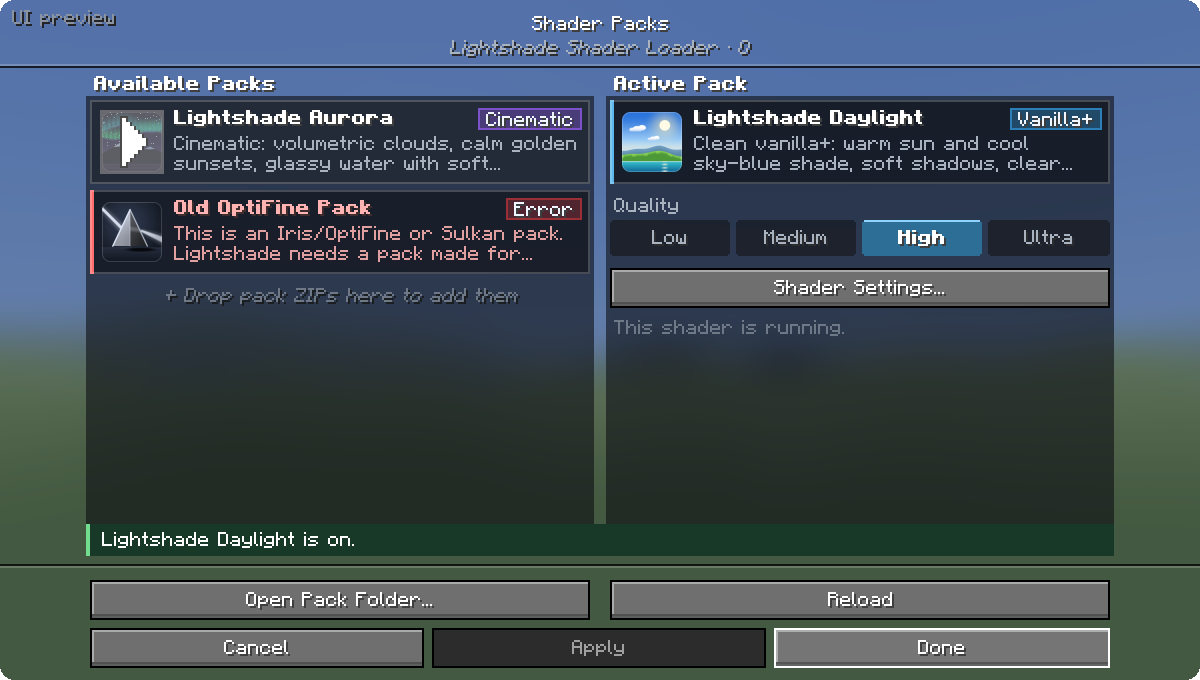 UI preview
Shader Packs
Lightshade Shader Loader · 0
Available Packs
Lightshade Aurora
Cinematic
Cinematic: volumetric clouds, calm golden
sunsets, glassy water with soft...
Old OptiFine Pack
Error
This is an Iris/OptiFine or Sulkan pack.
Lightshade needs a pack made for...
+ Drop pack ZIPs here to add them
Active Pack
Lightshade Daylight
Vanilla+
Clean vanilla+: warm sun and cool
sky-blue shade, soft shadows, clear...
Quality
Low
Medium
High
Ultra
Shader Settings...
This shader is running.
Lightshade Daylight is on.
Open Pack Folder...
Reload
Cancel
Apply
Done